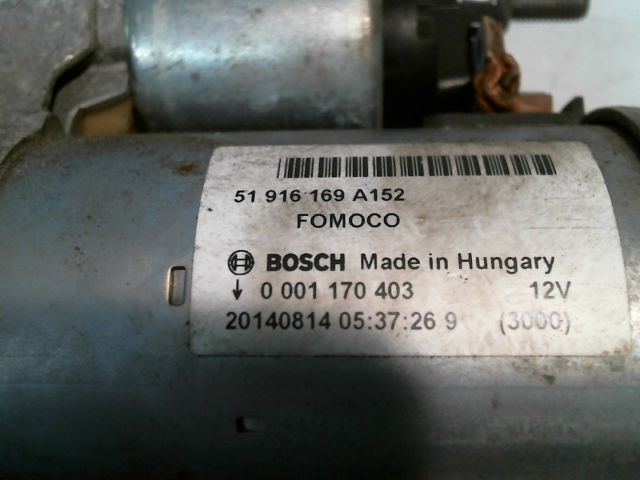 51 916 169 A152
FOMOCO
BOSCH Made in Hungary
↓ 0 001 170 403 12V
20140814 05:37:26 9 (3000)